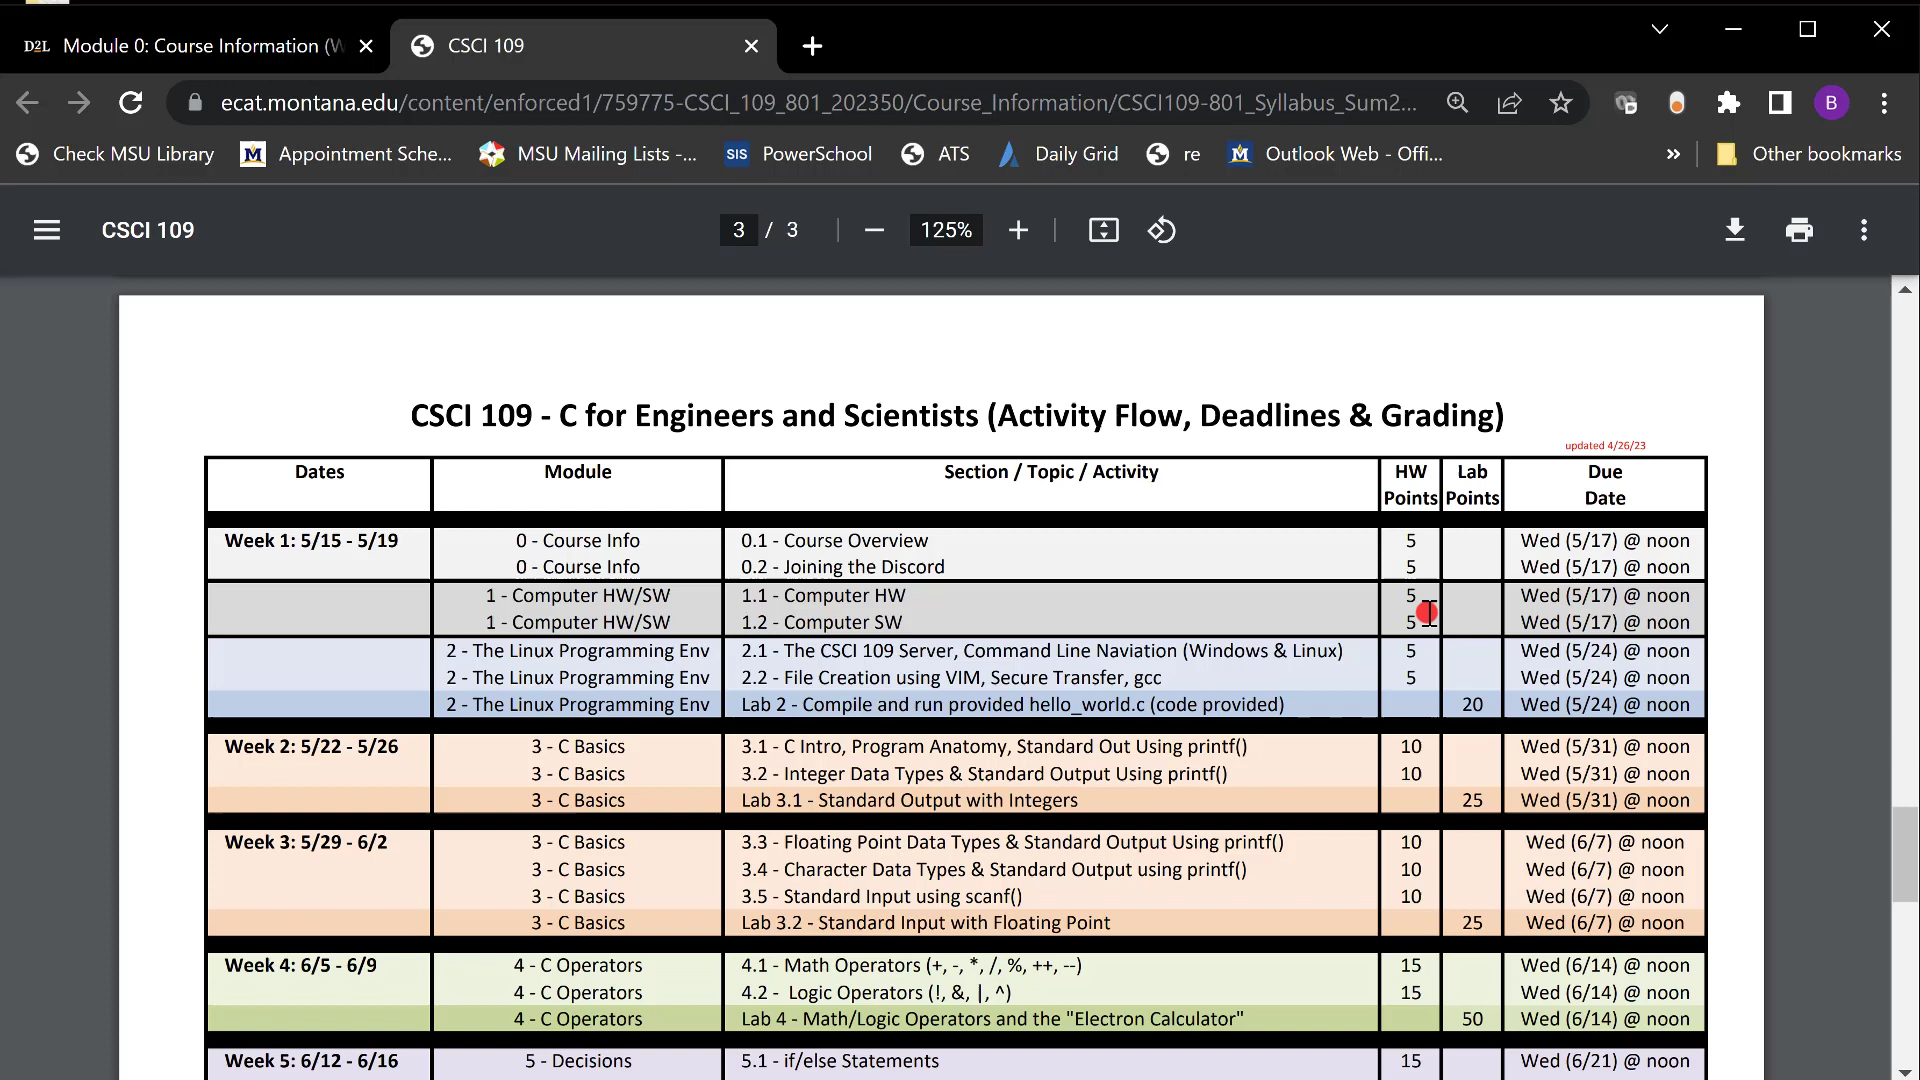 D2L Module 0: Course Information (W
CSCI 109
ecat.montana.edu/content/enforced1/759775-CSCI_109_801_202350/Course_Information/CSCI109-801_Syllabus_Sum2...
B
Check MSU Library
M Appointment Sche...
MSU Mailing Lists -...
SIS PowerSchool
ATS
Daily Grid
re
M Outlook Web - Offi...
»
Other bookmarks
CSCI 109
3 / 3
125%
CSCI 109 - C for Engineers and Scientists (Activity Flow, Deadlines & Grading)
updated 4/26/23
Dates Module Section / Topic / Activity HW Points Lab Points Due Date
Week 1: 5/15 - 5/19 0 - Course Info 0.1 - Course Overview 5 Wed (5/17) @ noon
0 - Course Info 0.2 - Joining the Discord 5 Wed (5/17) @ noon
1 - Computer HW/SW 1.1 - Computer HW 5 Wed (5/17) @ noon
1 - Computer HW/SW 1.2 - Computer SW 5 Wed (5/17) @ noon
2 - The Linux Programming Env 2.1 - The CSCI 109 Server, Command Line Naviation (Windows & Linux) 5 Wed (5/24) @ noon
2 - The Linux Programming Env 2.2 - File Creation using VIM, Secure Transfer, gcc 5 Wed (5/24) @ noon
2 - The Linux Programming Env Lab 2 - Compile and run provided hello_world.c (code provided) 20 Wed (5/24) @ noon
Week 2: 5/22 - 5/26 3 - C Basics 3.1 - C Intro, Program Anatomy, Standard Out Using printf() 10 Wed (5/31) @ noon
3 - C Basics 3.2 - Integer Data Types & Standard Output Using printf() 10 Wed (5/31) @ noon
3 - C Basics Lab 3.1 - Standard Output with Integers 25 Wed (5/31) @ noon
Week 3: 5/29 - 6/2 3 - C Basics 3.3 - Floating Point Data Types & Standard Output Using printf() 10 Wed (6/7) @ noon
3 - C Basics 3.4 - Character Data Types & Standard Output using printf() 10 Wed (6/7) @ noon
3 - C Basics 3.5 - Standard Input using scanf() 10 Wed (6/7) @ noon
3 - C Basics Lab 3.2 - Standard Input with Floating Point 25 Wed (6/7) @ noon
Week 4: 6/5 - 6/9 4 - C Operators 4.1 - Math Operators (+, -, *, /, %, ++, --) 15 Wed (6/14) @ noon
4 - C Operators 4.2 - Logic Operators (!, &, |, ^) 15 Wed (6/14) @ noon
4 - C Operators Lab 4 - Math/Logic Operators and the "Electron Calculator" 50 Wed (6/14) @ noon
Week 5: 6/12 - 6/16 5 - Decisions 5.1 - if/else Statements 15 Wed (6/21) @ noon